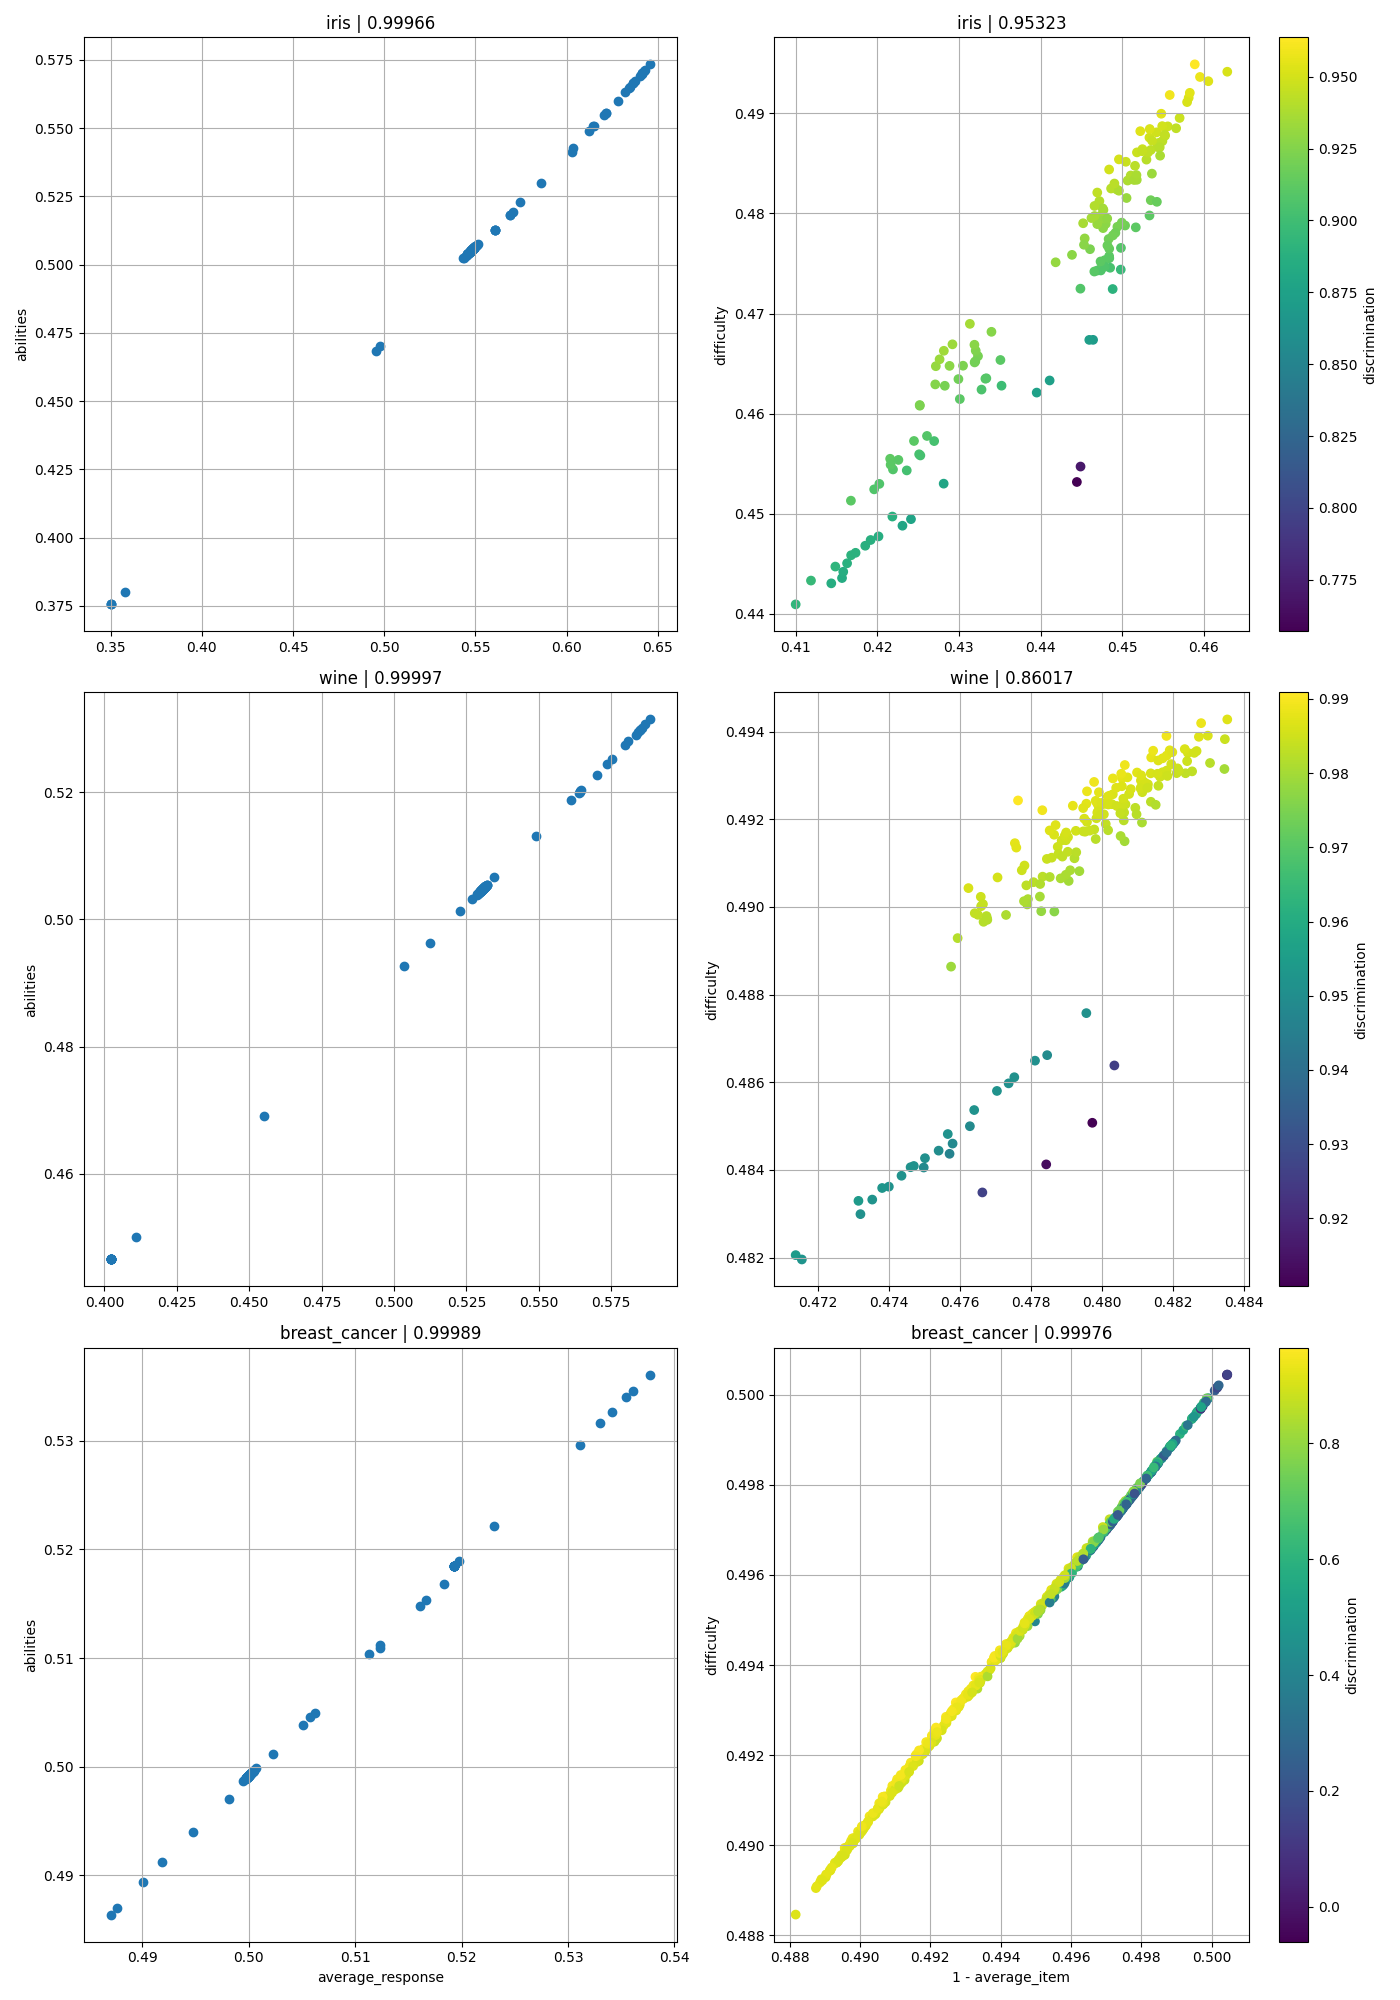 iris | 0.99966
iris | 0.95323
0.575
0.550
0.525
0.500
0.475
0.450
0.425
0.400
0.375
abilities
0.35 0.40 0.45 0.50 0.55 0.60 0.65
0.49
0.48
0.47
0.46
0.45
0.44
difficulty
0.41 0.42 0.43 0.44 0.45 0.46
0.950
0.925
0.900
0.875
0.850
0.825
0.800
0.775
discrimination
wine | 0.99997
wine | 0.86017
0.52
0.50
0.48
0.46
abilities
0.400 0.425 0.450 0.475 0.500 0.525 0.550 0.575
0.494
0.492
0.490
0.488
0.486
0.484
0.482
difficulty
0.472 0.474 0.476 0.478 0.480 0.482 0.484
0.99
0.98
0.97
0.96
0.95
0.94
0.93
0.92
discrimination
breast_cancer | 0.99989
breast_cancer | 0.99976
0.53
0.52
0.51
0.50
0.49
abilities
0.49 0.50 0.51 0.52 0.53 0.54
average_response
0.500
0.498
0.496
0.494
0.492
0.490
0.488
difficulty
0.488 0.490 0.492 0.494 0.496 0.498 0.500
1 - average_item
0.8
0.6
0.4
0.2
0.0
discrimination